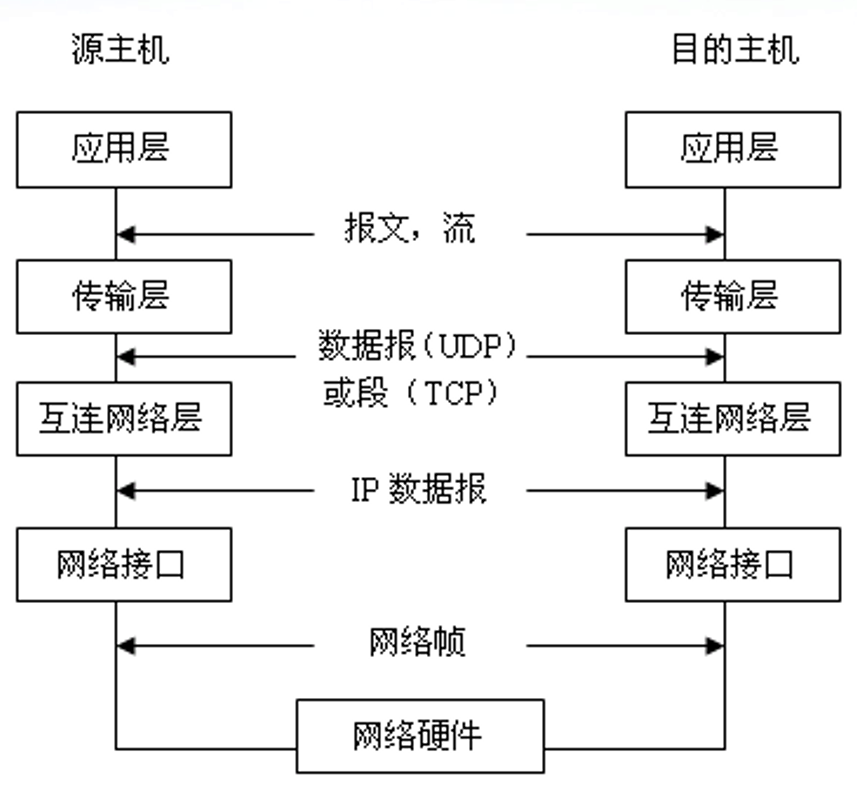 源主机
目的主机
应用层
应用层
报文，流
传输层
传输层
数据报(UDP)
或段（TCP）
互连网络层
互连网络层
IP 数据报
网络接口
网络接口
网络帧
网络硬件